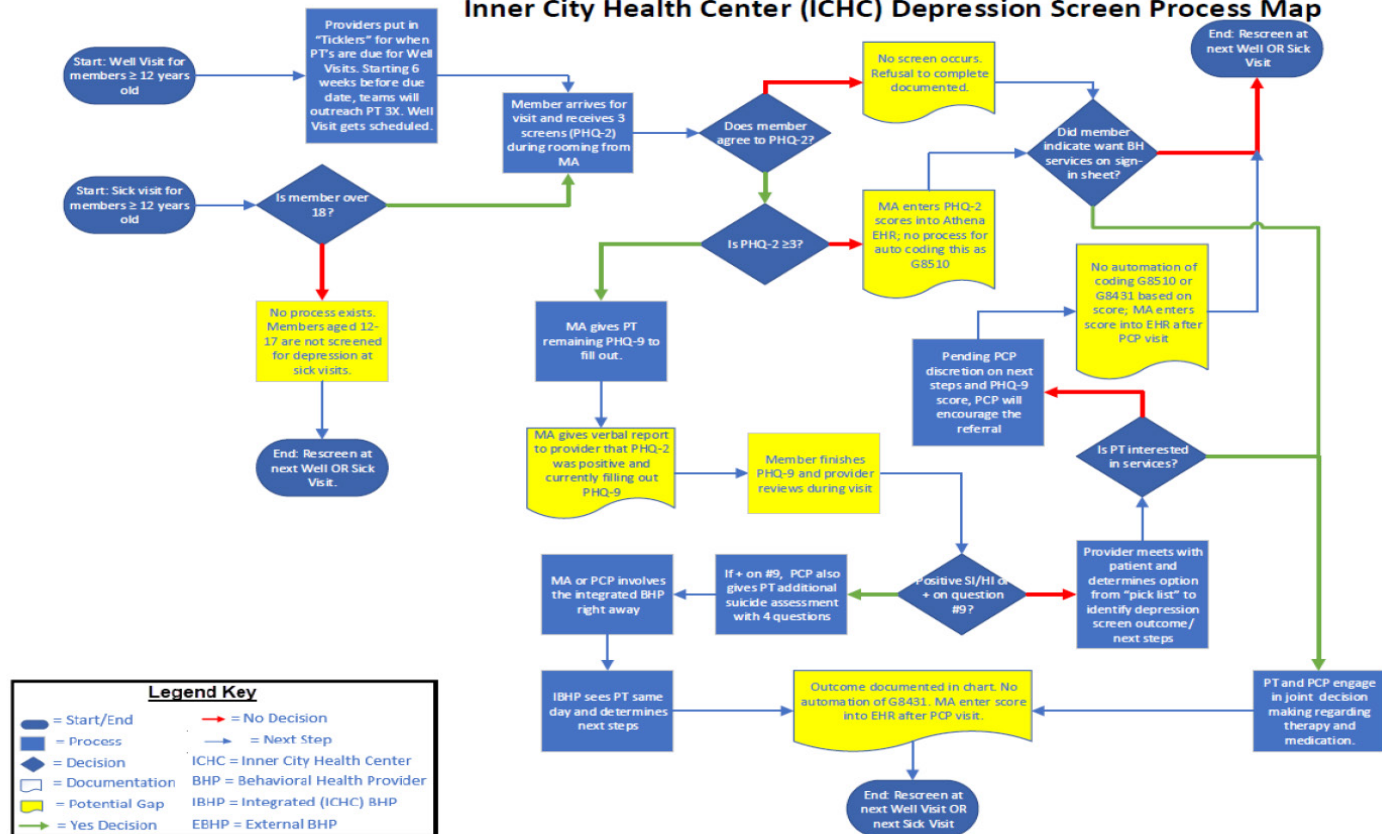 Inner City Health Center (ICHC) Depression Screen Process Map
Start: Well Visit for
members ≥ 12 years
old
Providers put in
"Ticklers" for when
PT's are due for Well
Visits. Starting 6
weeks before due
date, teams will
outreach PT 3X. Well
Visit gets scheduled.
Member arrives for
visit and receives 3
screens (PHQ-2)
during rooming from
MA
Does member
agree to PHQ-2?
No screen occurs.
Refusal to complete
documented.
Did member
indicate want BH
services on sign-
in sheet?
End: Rescreen at
next Well OR Sick
Visit
Start: Sick visit for
members ≥ 12 years
old
Is member over
18?
No process exists.
Members aged 12-
17 are not screened
for depression at
sick visits.
End: Rescreen at
next Well OR Sick
Visit.
Is PHQ-2 ≥3?
MA enters PHQ-2
scores into Athena
EHR; no process for
auto coding this as
G8510
MA gives PT
remaining PHQ-9 to
fill out.
MA gives verbal report
to provider that PHQ-2
was positive and
currently filling out
PHQ-9
Member finishes
PHQ-9 and provider
reviews during visit
Positive SI/HI or
+ on question
#9?
If + on #9, PCP also
gives PT additional
suicide assessment
with 4 questions
MA or PCP involves
the integrated BHP
right away
IBHP sees PT same
day and determines
next steps
Provider meets with
patient and
determines option
from "pick list" to
identify depression
screen outcome/
next steps
Is PT interested
in services?
Pending PCP
discretion on next
steps and PHQ-9
score, PCP will
encourage the
referral
No automation of
coding G8510 or
G8431 based on
score; MA enters
score into EHR after
PCP visit
PT and PCP engage
in joint decision
making regarding
therapy and
medication.
Outcome documented in chart. No
automation of G8431. MA enter score
into EHR after PCP visit.
End: Rescreen at
next Well Visit OR
next Sick Visit
Legend Key
= Start/End
= Process
= Decision
= Documentation
= Potential Gap
= Yes Decision
= No Decision
= Next Step
ICHC = Inner City Health Center
BHP = Behavioral Health Provider
IBHP = Integrated (ICHC) BHP
EBHP = External BHP